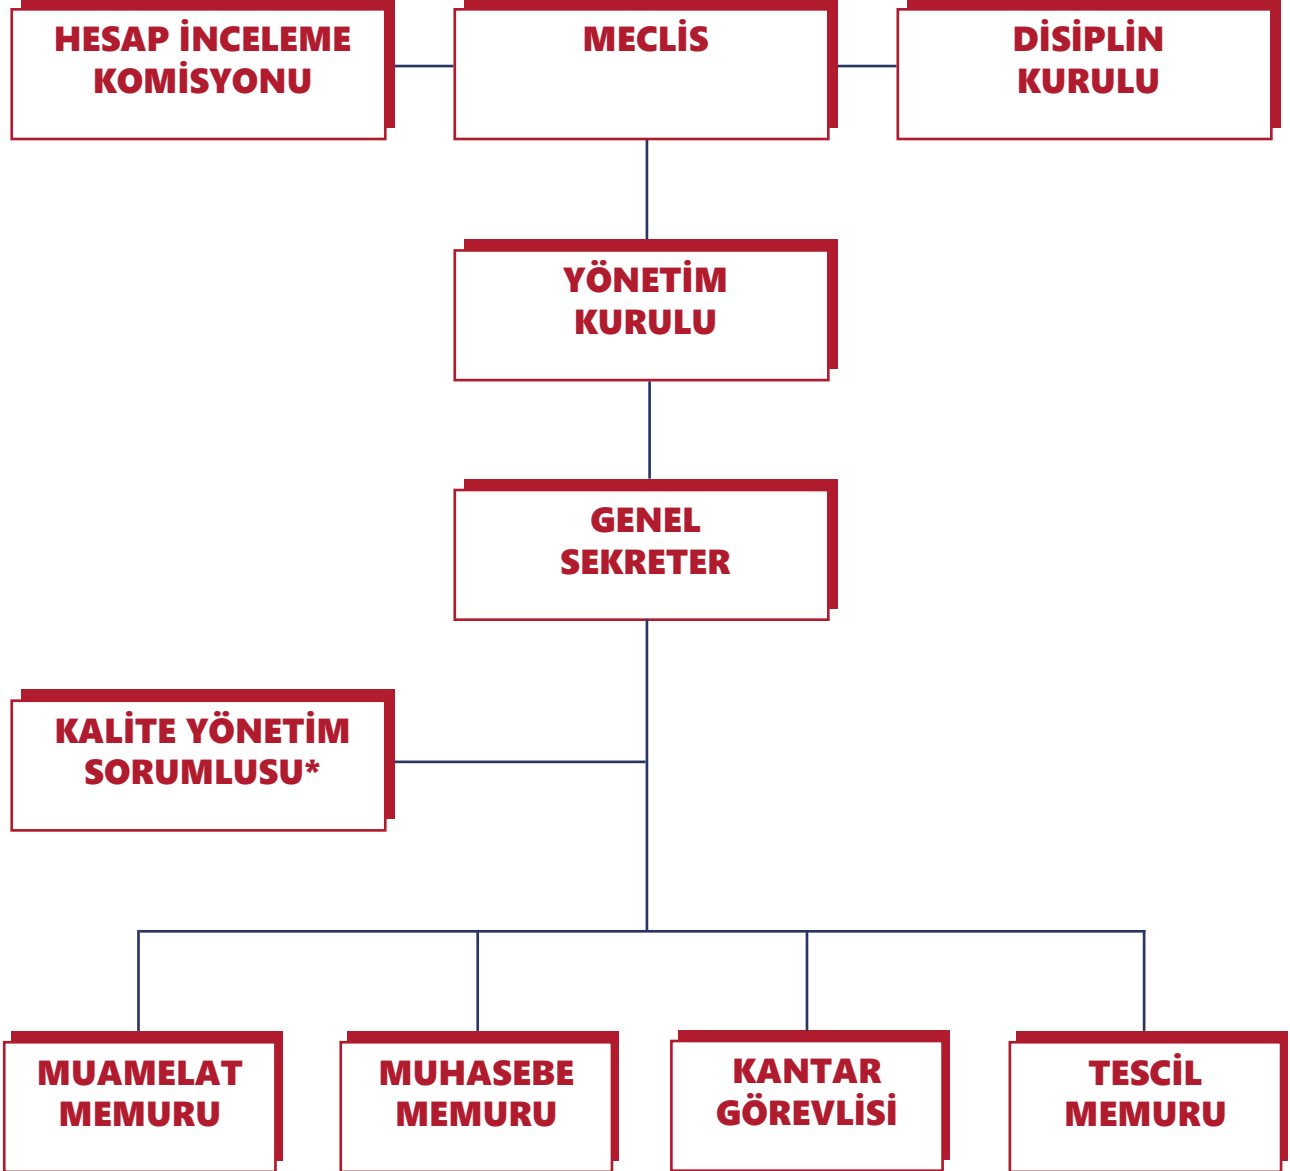 HESAP İNCELEME
KOMİSYONU
MECLİS
DİSİPLİN
KURULU
YÖNETİM
KURULU
GENEL
SEKRETER
KALİTE YÖNETİM
SORUMLUSU*
MUAMELAT
MEMURU
MUHASEBE
MEMURU
KANTAR
GÖREVLİSİ
TESCİL
MEMURU